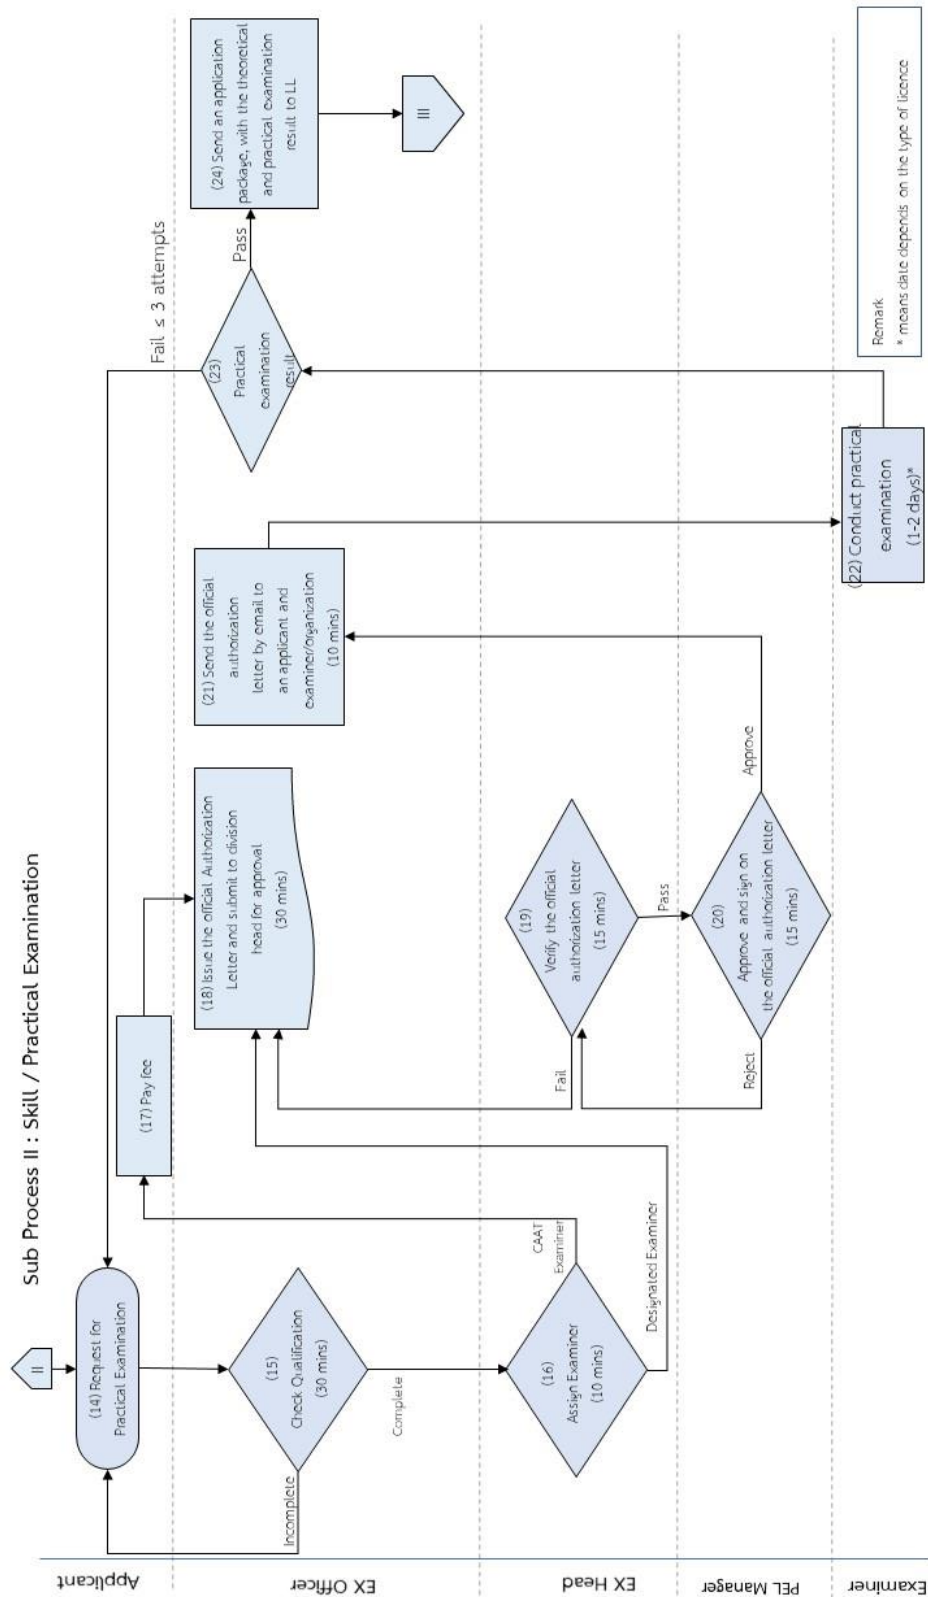 Sub Process II : Skill / Practical Examination
Applicant
EX Officer
EX Head
PEL Manager
Examiner
II
(14) Request for
Practical Examination
Incomplete
(15)
Check Qualification
(30 mins)
Complete
(16)
Assign Examiner
(10 mins)
CAAT
Examiner
Designated Examiner
(17) Pay fee
(18) Issue the official Authorization
Letter and submit to division
head for approval
(30 mins)
(19)
Verify the official
authorization letter
(15 mins)
Fail
Pass
(20)
Approve and sign on
the official authorization letter
(15 mins)
Reject
Approve
(21) Send the official
authorization
letter by email to
an applicant and
examiner/organization
(10 mins)
(22) Conduct practical
examination
(1-2 days)*
(23)
Practical
examination
result
Fail ≤ 3 attempts
Pass
(24) Send an application
package, with the theoretical
and practical examination
result to LL
III
Remark
* means date depends on the type of licence